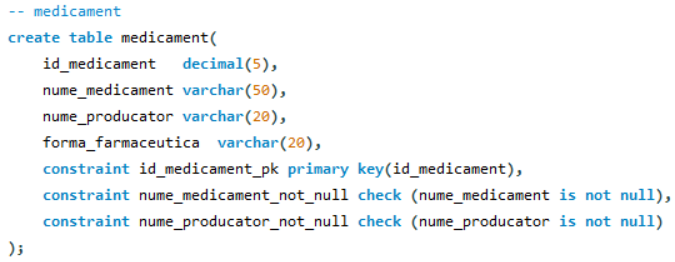 -- medicament
create table medicament(
    id_medicament   decimal(5),
    nume_medicament varchar(50),
    nume_producator varchar(20),
    forma_farmaceutica  varchar(20),
    constraint id_medicament_pk primary key(id_medicament),
    constraint nume_medicament_not_null check (nume_medicament is not null),
    constraint nume_producator_not_null check (nume_producator is not null)
);